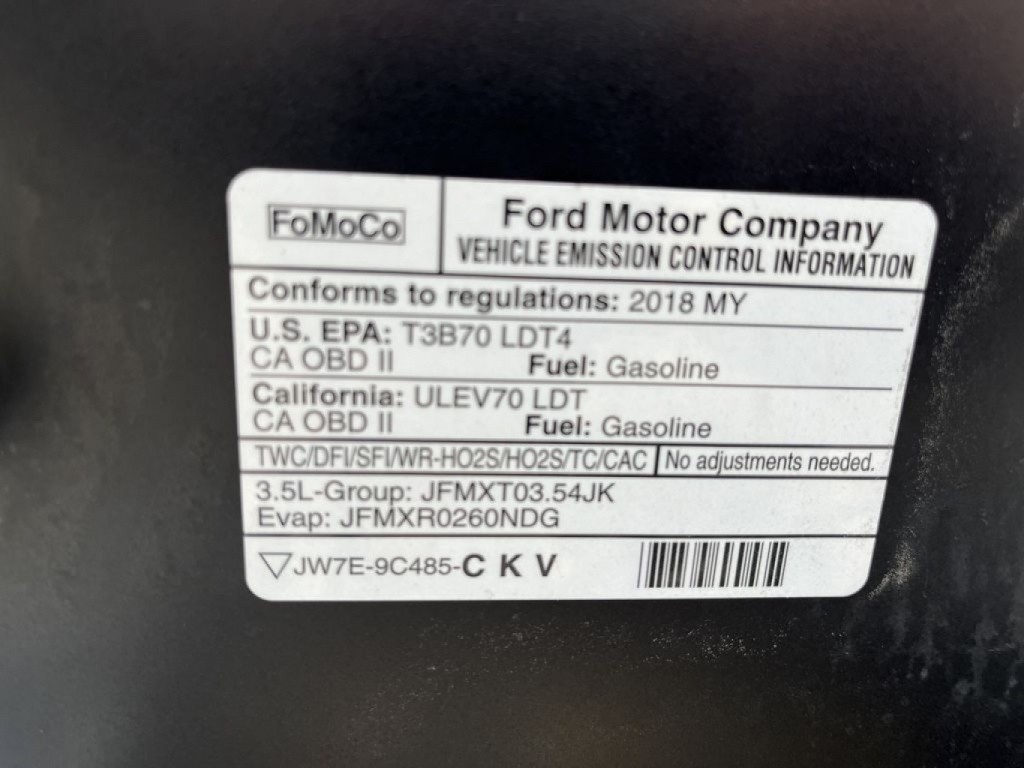 FoMoCo
Ford Motor Company
VEHICLE EMISSION CONTROL INFORMATION
Conforms to regulations: 2018 MY
U.S. EPA: T3B70 LDT4
CA OBD II Fuel: Gasoline
California: ULEV70 LDT
CA OBD II Fuel: Gasoline
TWC/DFI/SFI/WR-HO2S/HO2S/TC/CAC No adjustments needed.
3.5L-Group: JFMXT03.54JK
Evap: JFMXR0260NDG
▽JW7E-9C485-C K V